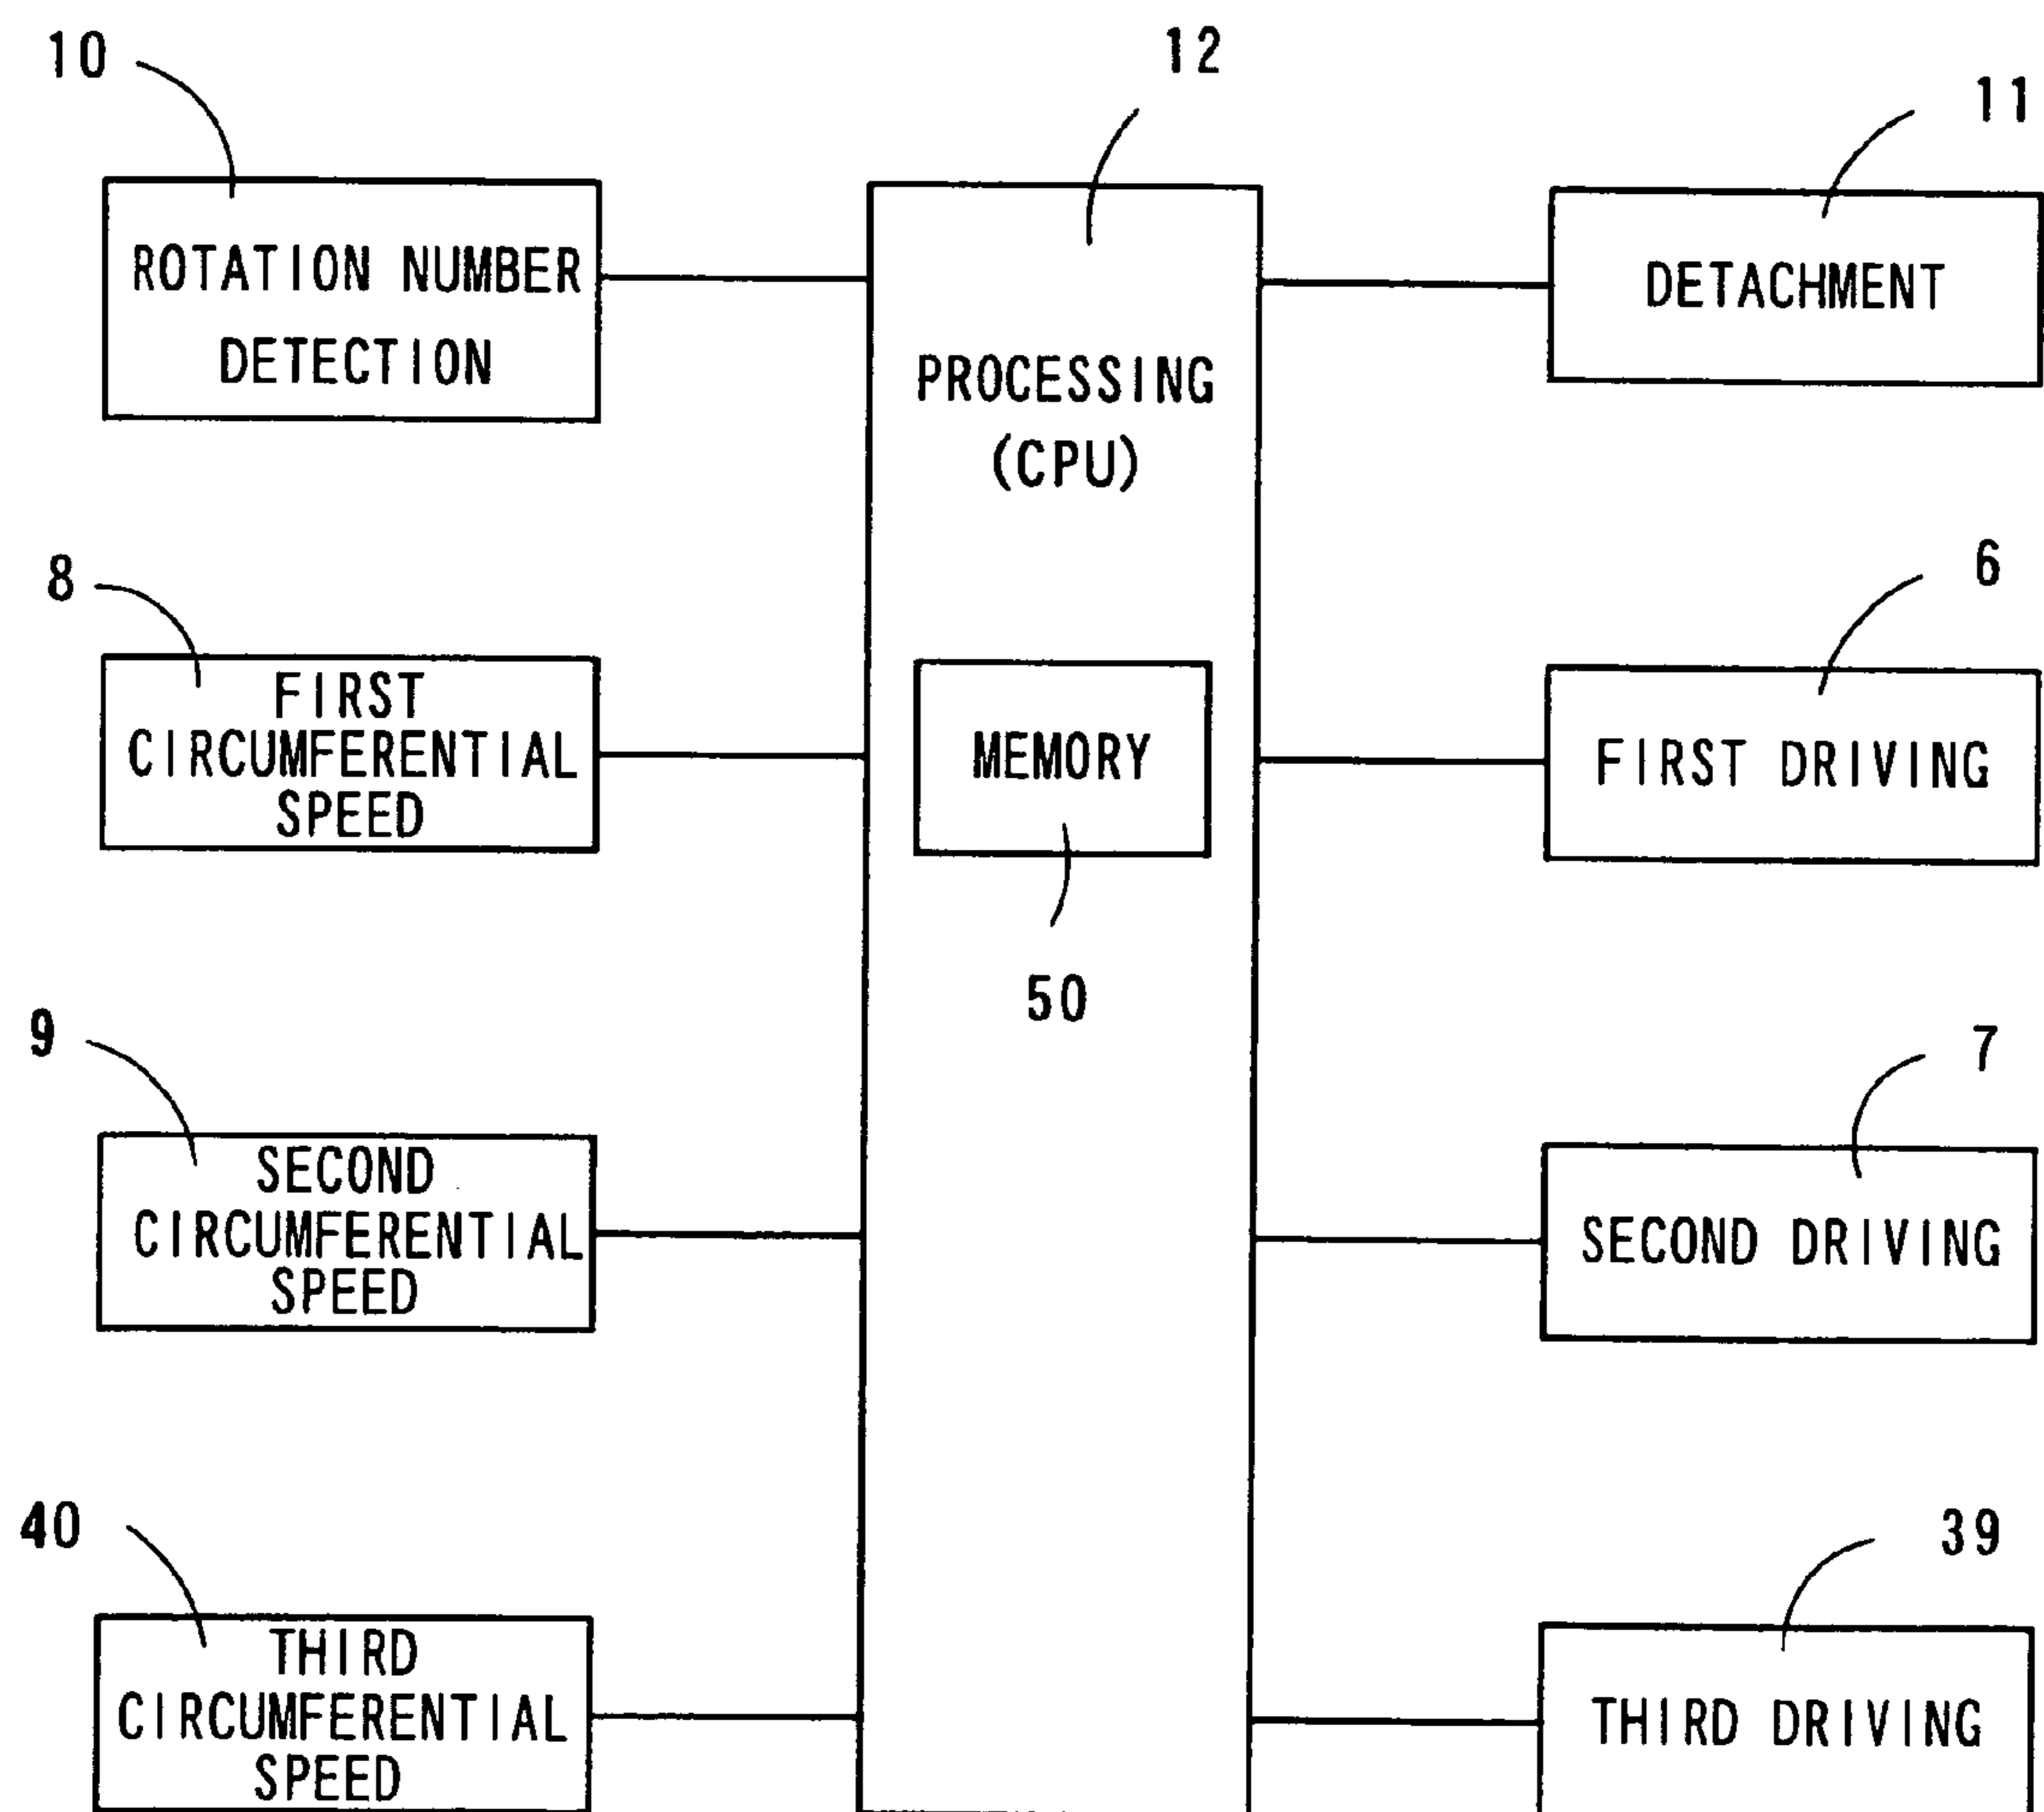 10
ROTATION NUMBER
DETECTION
12
PROCESSING
(CPU)
11
DETACHMENT
8
FIRST
CIRCUMFERENTIAL
SPEED
MEMORY
50
6
FIRST DRIVING
9
SECOND
CIRCUMFERENTIAL
SPEED
7
SECOND DRIVING
40
THIRD
CIRCUMFERENTIAL
SPEED
39
THIRD DRIVING